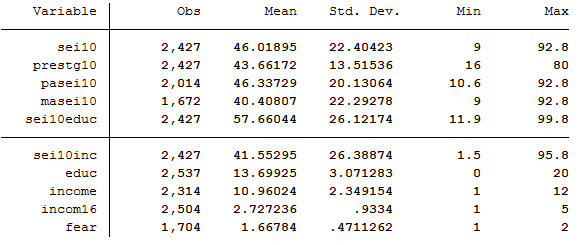 Variable | Obs Mean Std. Dev. Min Max
sei10 | 2,427 46.01895 22.40423 9 92.8
prestg10 | 2,427 43.66172 13.51536 16 80
pasei10 | 2,014 46.33729 20.13064 10.6 92.8
masei10 | 1,672 40.40807 22.29278 9 92.8
sei10educ | 2,427 57.66044 26.12174 11.9 99.8
sei10inc | 2,427 41.55295 26.38874 1.5 95.8
educ | 2,537 13.69925 3.071283 0 20
income | 2,314 10.96024 2.349154 1 12
incom16 | 2,504 2.727236 .9334 1 5
fear | 1,704 1.66784 .4711262 1 2